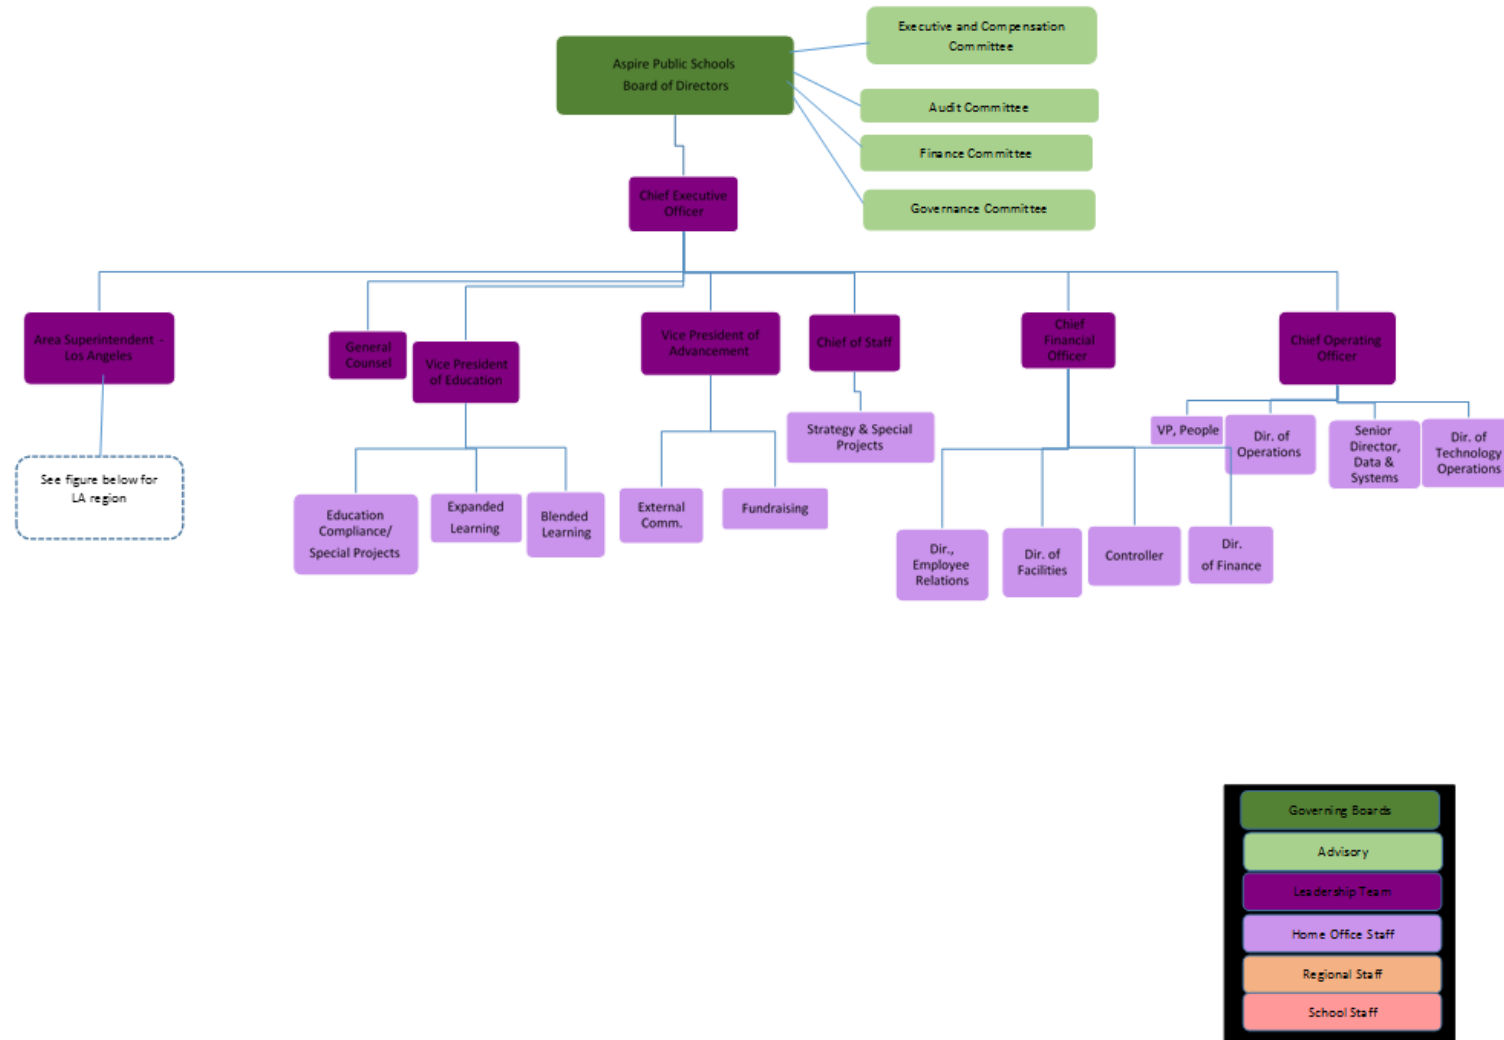 Executive and Compensation
Committee
Aspire Public Schools
Board of Directors
Audit Committee
Finance Committee
Governance Committee
Chief Executive
Officer
Area Superintendent -
Los Angeles
General
Counsel
Vice President
of Education
Vice President of
Advancement
Chief of Staff
Chief
Financial
Officer
Chief Operating
Officer
See figure below for
LA region
Education
Compliance/
Special Projects
Expanded
Learning
Blended
Learning
External
Comm.
Fundraising
Strategy & Special
Projects
Dir.,
Employee
Relations
Dir. of
Facilities
Controller
Dir.
of Finance
VP, People
Dir. of
Operations
Senior
Director,
Data &
Systems
Dir. of
Technology
Operations
Governing Boards
Advisory
Leadership Team
Home Office Staff
Regional Staff
School Staff